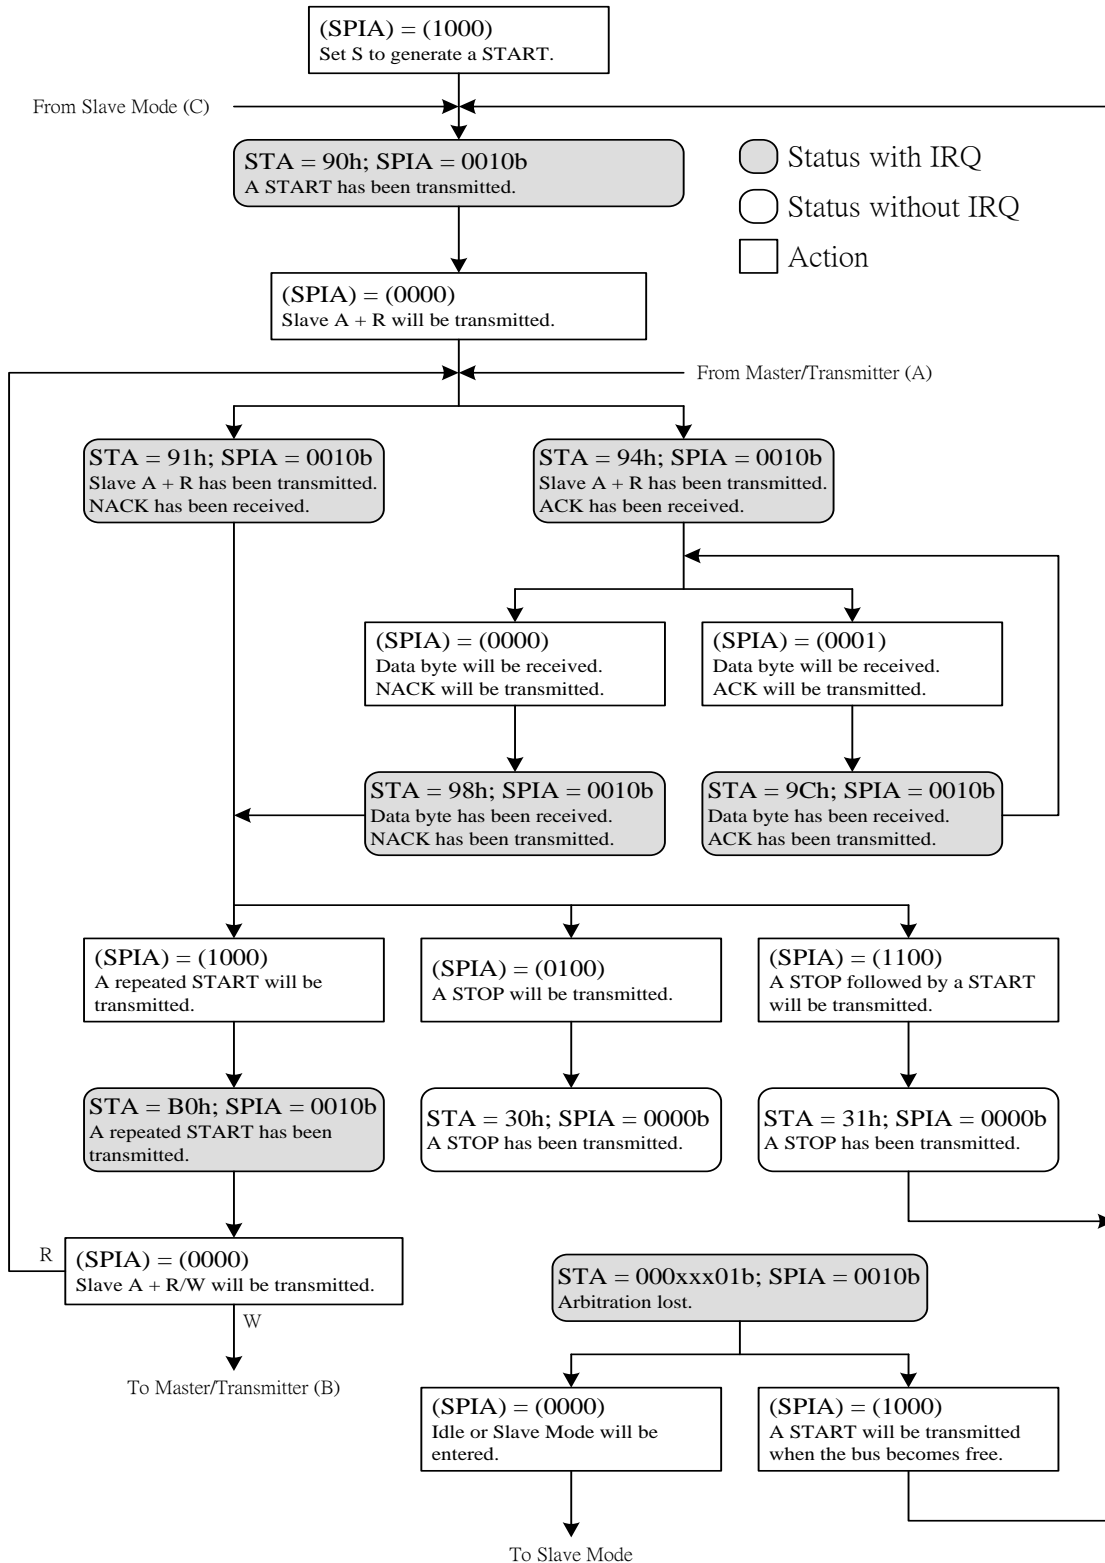 (SPIA) = (1000)
Set S to generate a START.
From Slave Mode (C)
STA = 90h; SPIA = 0010b
A START has been transmitted.
Status with IRQ
Status without IRQ
Action
(SPIA) = (0000)
Slave A + R will be transmitted.
From Master/Transmitter (A)
STA = 91h; SPIA = 0010b
Slave A + R has been transmitted.
NACK has been received.
STA = 94h; SPIA = 0010b
Slave A + R has been transmitted.
ACK has been received.
(SPIA) = (0000)
Data byte will be received.
NACK will be transmitted.
(SPIA) = (0001)
Data byte will be received.
ACK will be transmitted.
STA = 98h; SPIA = 0010b
Data byte has been received.
NACK has been transmitted.
STA = 9Ch; SPIA = 0010b
Data byte has been received.
ACK has been transmitted.
(SPIA) = (1000)
A repeated START will be
transmitted.
(SPIA) = (0100)
A STOP will be transmitted.
(SPIA) = (1100)
A STOP followed by a START
will be transmitted.
STA = B0h; SPIA = 0010b
A repeated START has been
transmitted.
STA = 30h; SPIA = 0000b
A STOP has been transmitted.
STA = 31h; SPIA = 0000b
A STOP has been transmitted.
R
(SPIA) = (0000)
Slave A + R/W will be transmitted.
W
To Master/Transmitter (B)
STA = 000xxx01b; SPIA = 0010b
Arbitration lost.
(SPIA) = (0000)
Idle or Slave Mode will be
entered.
(SPIA) = (1000)
A START will be transmitted
when the bus becomes free.
To Slave Mode